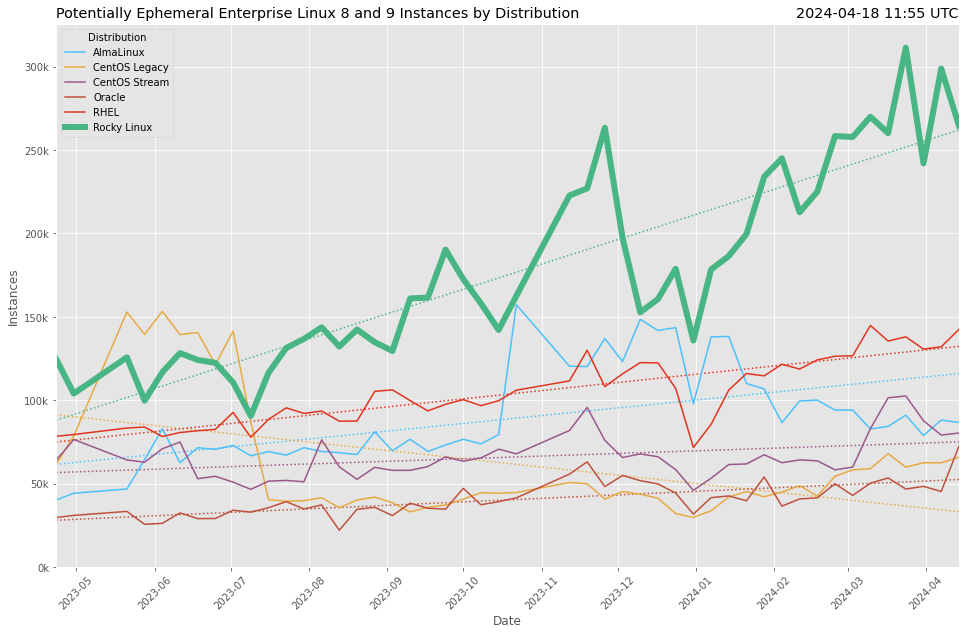 Potentially Ephemeral Enterprise Linux 8 and 9 Instances by Distribution
2024-04-18 11:55 UTC
Distribution
AlmaLinux
CentOS Legacy
CentOS Stream
Oracle
RHEL
Rocky Linux
300k
250k
200k
150k
100k
50k
0k
Instances
2023-05
2023-06
2023-07
2023-08
2023-09
2023-10
2023-11
2023-12
2024-01
2024-02
2024-03
2024-04
Date